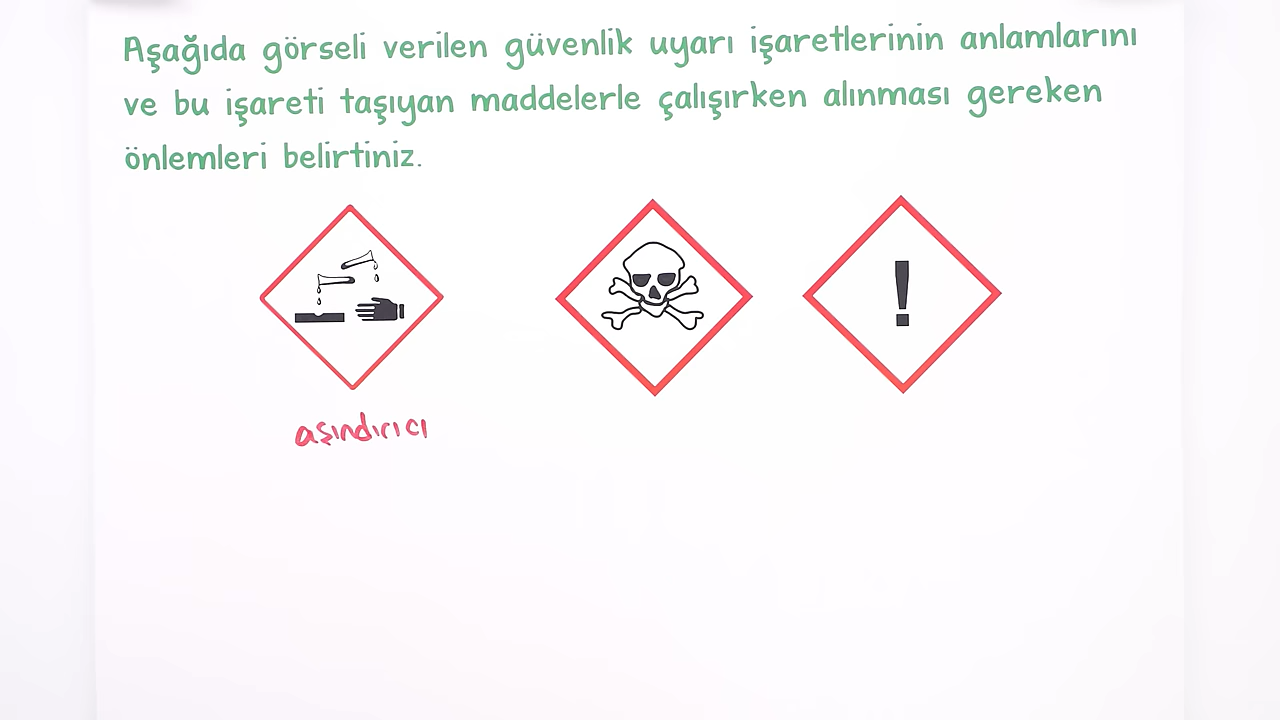 Aşağıda görseli verilen güvenlik uyarı işaretlerinin anlamlarını
ve bu işareti taşıyan maddelerle çalışırken alınması gereken
önlemleri belirtiniz.
aşındırıcı